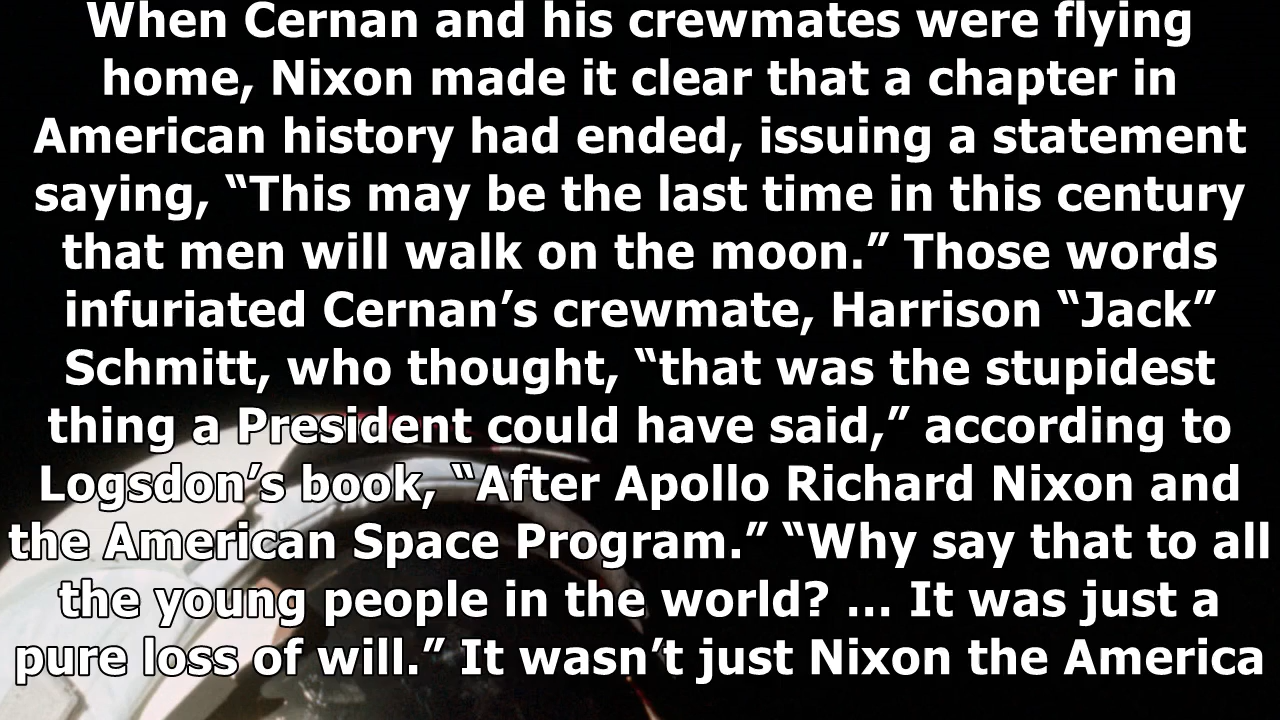 When Cernan and his crewmates were flying
home, Nixon made it clear that a chapter in
American history had ended, issuing a statement
saying, “This may be the last time in this century
that men will walk on the moon.” Those words
infuriated Cernan’s crewmate, Harrison “Jack”
Schmitt, who thought, “that was the stupidest
thing a President could have said,” according to
Logsdon’s book, “After Apollo Richard Nixon and
the American Space Program.” “Why say that to all
the young people in the world? ... It was just a
pure loss of will.” It wasn’t just Nixon the America